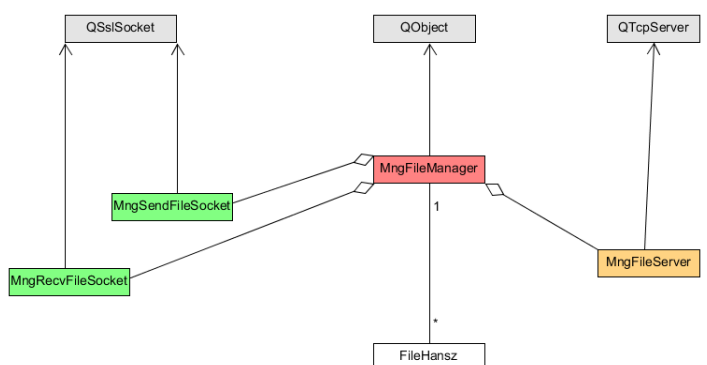 QSslSocket
QObject
QTcpServer
MngFileManager
MngSendFileSocket
1
MngFileServer
MngRecvFileSocket
*
FileHansz